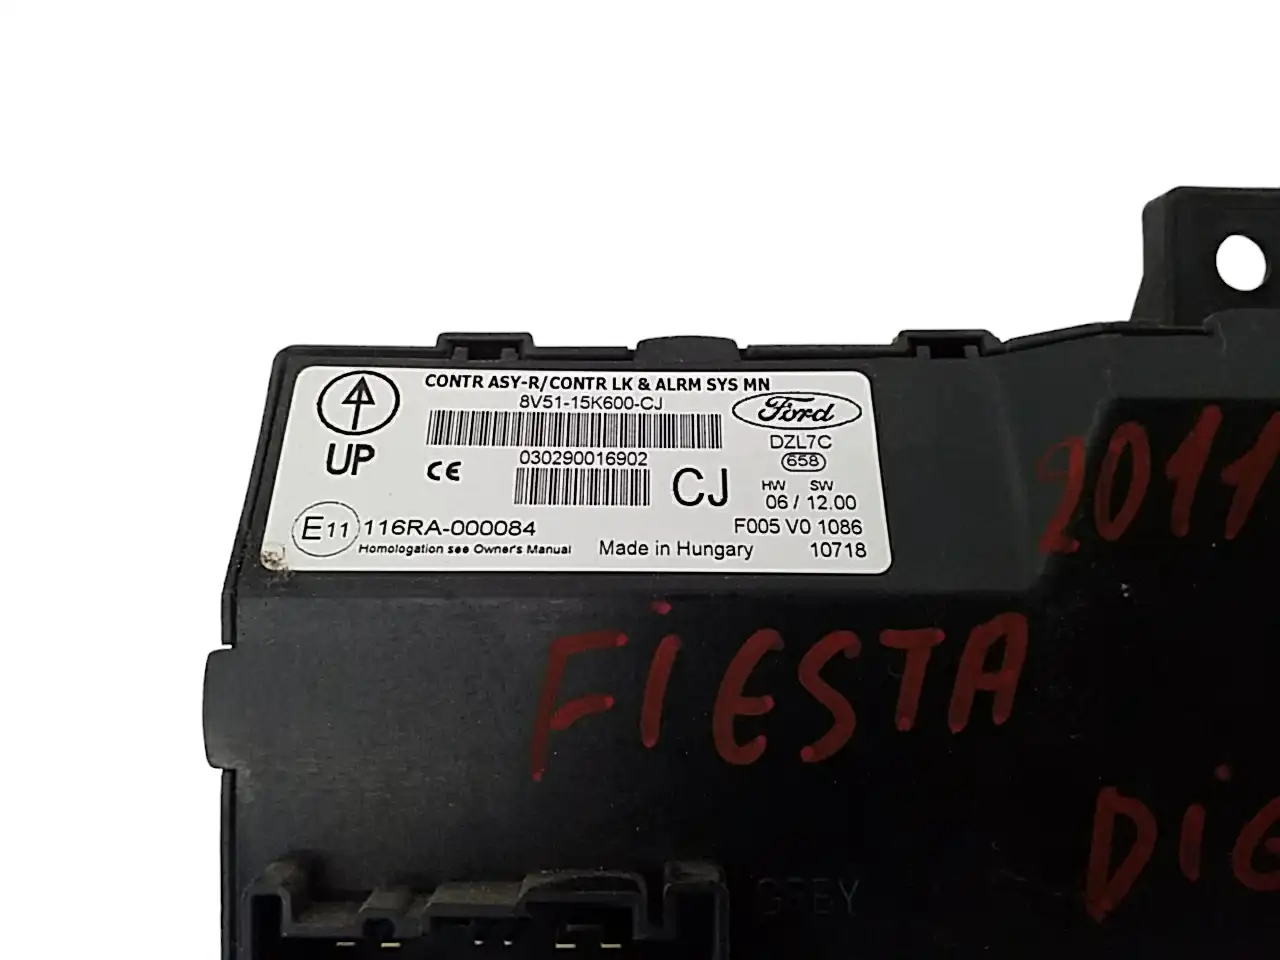 CONTR ASY-R/CONTR LK & ALRM SYS MN
8V51-15K600-CJ
Ford
UP
DZL7C
658
030290016902
CE
CJ
HW SW
06 / 12.00
E11 116RA-000084
F005 V0 1086
Homologation see Owner's Manual
Made in Hungary
10718
2011
FIESTA
DiG
GREY